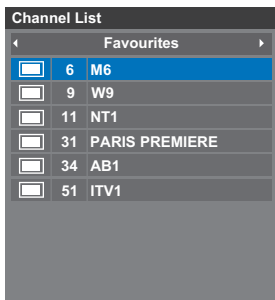 Channel List
Favourites
6 M6
9 W9
11 NT1
31 PARIS PREMIERE
34 AB1
51 ITV1